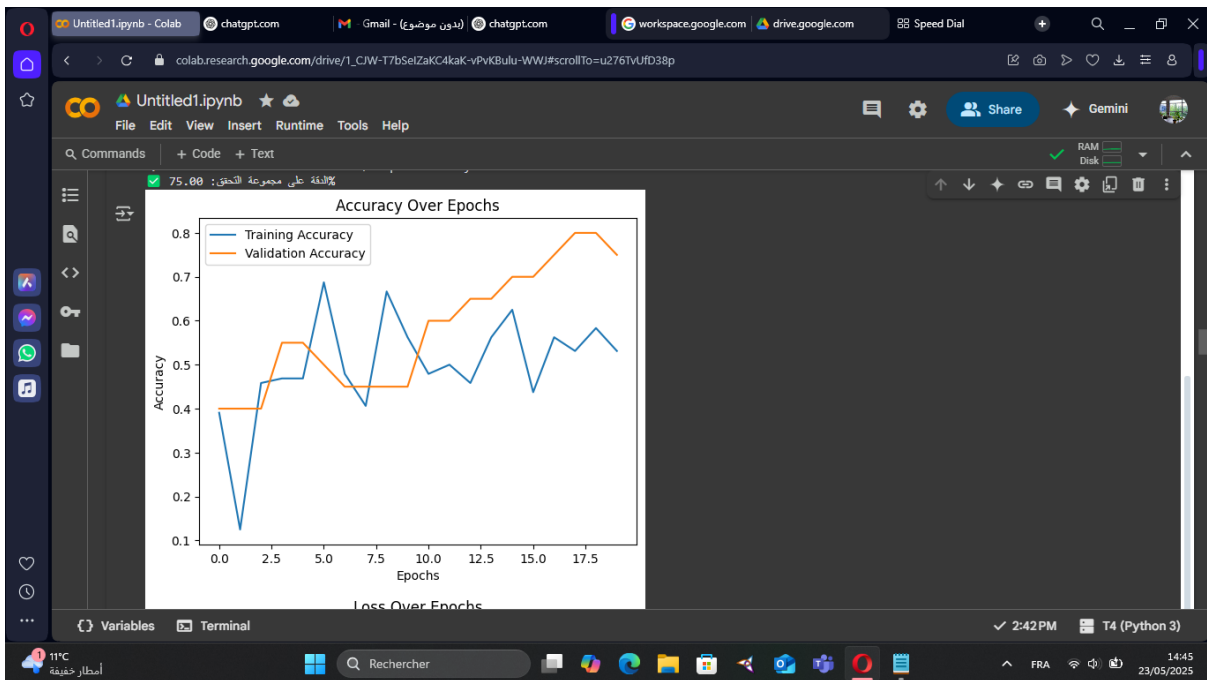 Untitled1.ipynb - Colab
chatgpt.com
Gmail - (بدون موضوع)
chatgpt.com
workspace.google.com
drive.google.com
Speed Dial
colab.research.google.com/drive/1_CJW-T7bSelZaKC4kaK-vPvKBulu-WWJ#scrollTo=u276TvUfD38p
Untitled1.ipynb
Share
Gemini
File Edit View Insert Runtime Tools Help
Commands
+ Code + Text
RAM
Disk
%الدقة على مجموعة التحقق: 75.00
Accuracy Over Epochs
Training Accuracy
Validation Accuracy
0.8
0.7
0.6
0.5
0.4
0.3
0.2
0.1
Accuracy
0.0 2.5 5.0 7.5 10.0 12.5 15.0 17.5
Epochs
Loss Over Epochs
{} Variables
Terminal
2:42 PM
T4 (Python 3)
1
11°C
أمطار خفيفة
Rechercher
FRA
14:45
23/05/2025